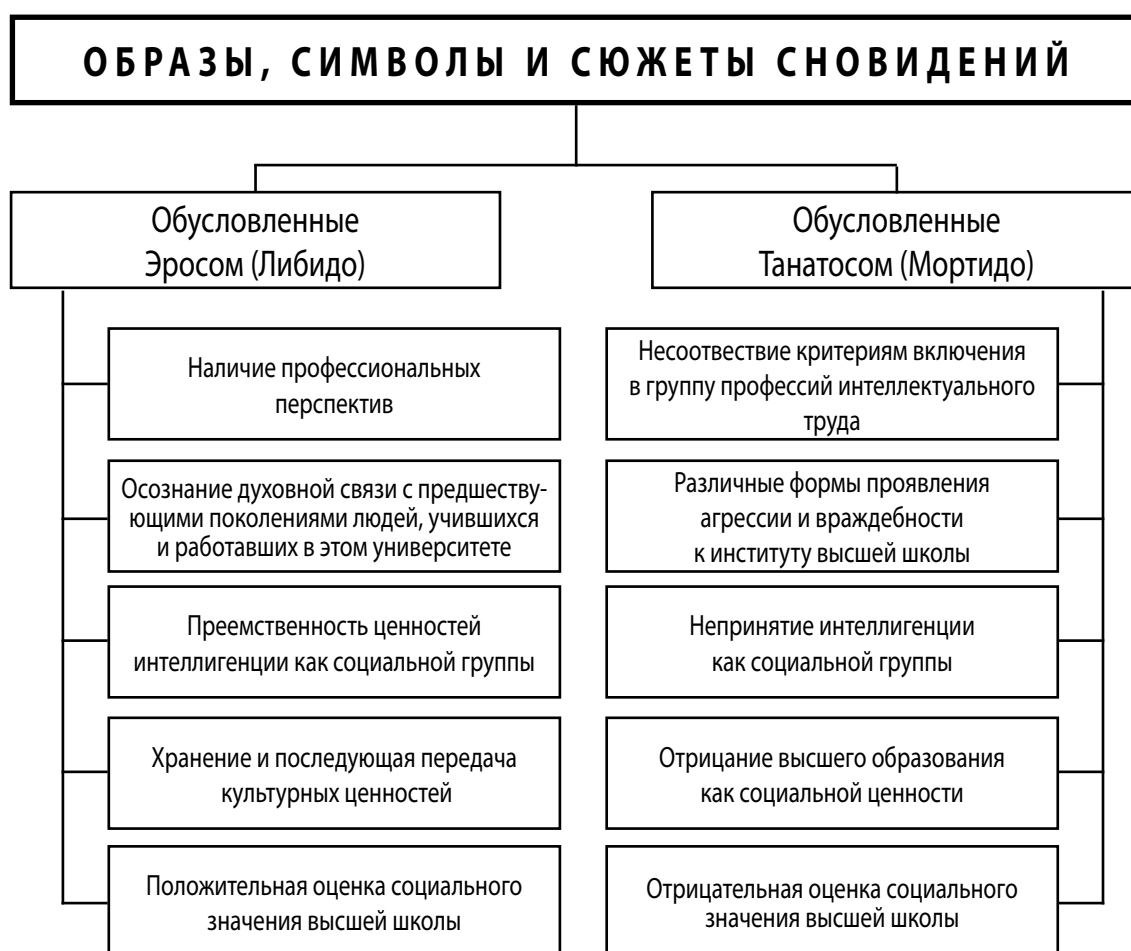 ОБРАЗЫ, СИМВОЛЫ И СЮЖЕТЫ СНОВИДЕНИЙ
Обусловленные
Эросом (Либидо)
Наличие профессиональных
перспектив
Осознание духовной связи с предшеству-
ющими поколениями людей, учившихся
и работавших в этом университете
Преемственность ценностей
интеллигенции как социальной группы
Хранение и последующая передача
культурных ценностей
Положительная оценка социального
значения высшей школы
Обусловленные
Танатосом (Мортидо)
Несоотвествие критериям включения
в группу профессий интеллектуального
труда
Различные формы проявления
агрессии и враждебности
к институту высшей школы
Непринятие интеллигенции
как социальной группы
Отрицание высшего образования
как социальной ценности
Отрицательная оценка социального
значения высшей школы